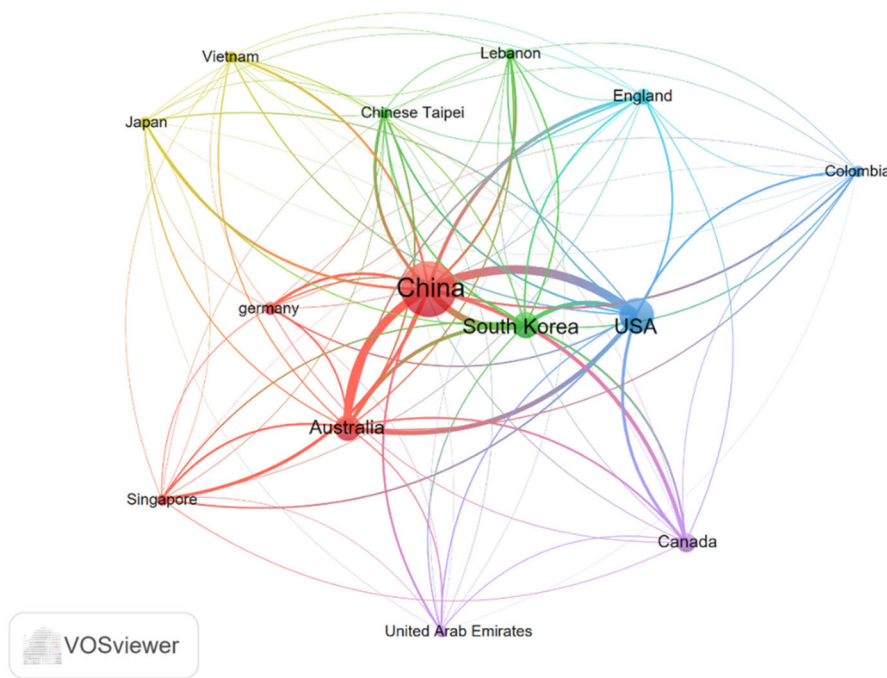 Lebanon
Vietnam
England
Chinese Taipei
Japan
Colombia
China
germany
South Korea
USA
Australia
Singapore
Canada
United Arab Emirates
VOSviewer